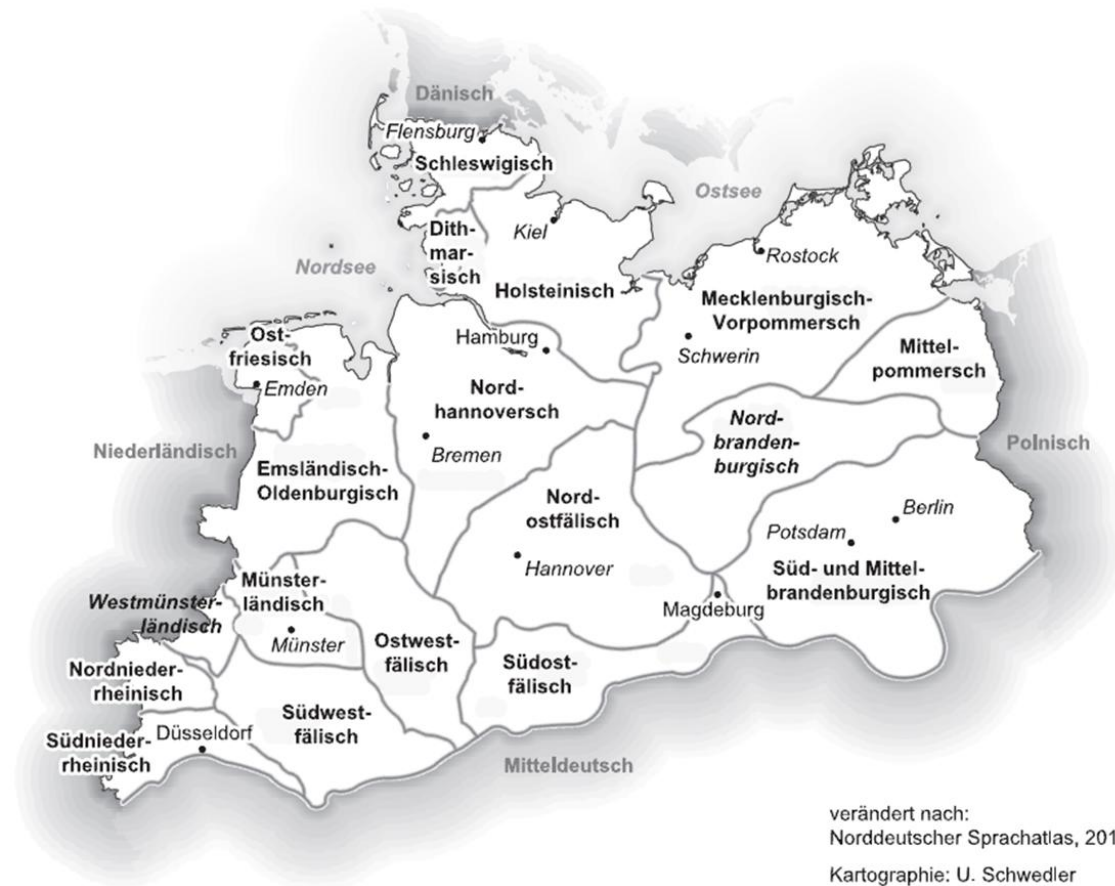 Dänisch
Flensburg
Schleswigisch
Ostsee
Dith-
mar-
sisch
Kiel
Nordsee
Rostock
Holsteinisch
Mecklenburgisch-
Vorpommersch
Ost-
friesisch
Hamburg
Schwerin
Mittel-
pommersch
Emden
Nord-
hannoversch
Nord-
branden-
burgisch
Niederländisch
Bremen
Polnisch
Emsländisch-
Oldenburgisch
Nord-
ostfälisch
Berlin
Potsdam
Hannover
Süd- und Mittel-
brandenburgisch
Münster-
ländisch
Westmünster-
ländisch
Magdeburg
Münster
Ostwest-
fälisch
Nordnieder-
rheinisch
Südost-
fälisch
Südwest-
fälisch
Düsseldorf
Südnieder-
rheinisch
Mitteldeutsch
verändert nach:
Norddeutscher Sprachatlas, 201
Kartographie: U. Schwedler